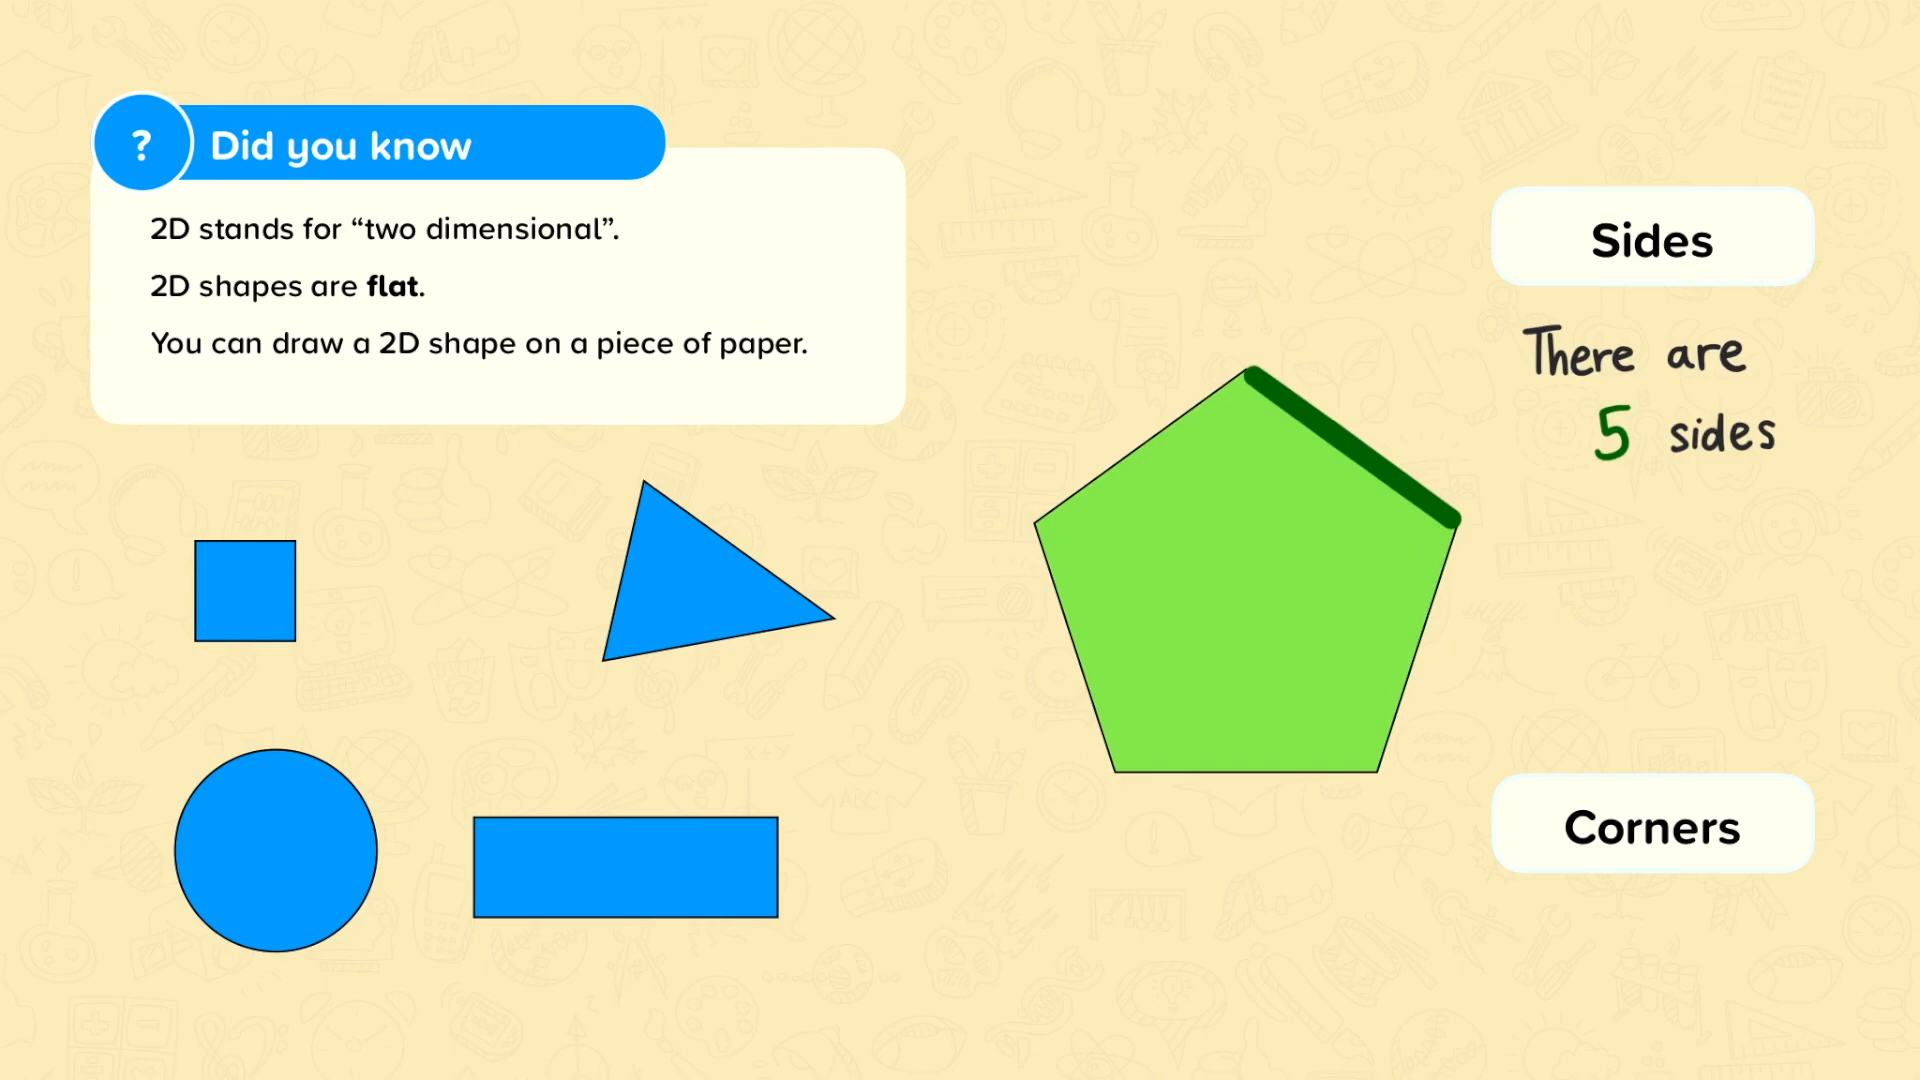 ?
Did you know
2D stands for “two dimensional”.
2D shapes are flat.
You can draw a 2D shape on a piece of paper.
Sides
There are
5 sides
Corners